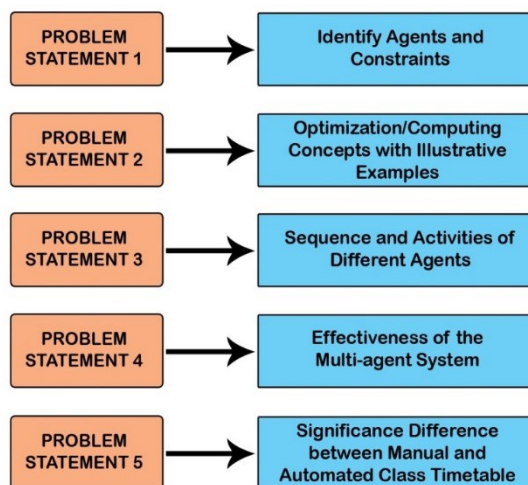 PROBLEM
STATEMENT 1
Identify Agents and
Constraints
PROBLEM
STATEMENT 2
Optimization/Computing
Concepts with Illustrative
Examples
PROBLEM
STATEMENT 3
Sequence and Activities of
Different Agents
PROBLEM
STATEMENT 4
Effectiveness of the
Multi-agent System
PROBLEM
STATEMENT 5
Significance Difference
between Manual and
Automated Class Timetable